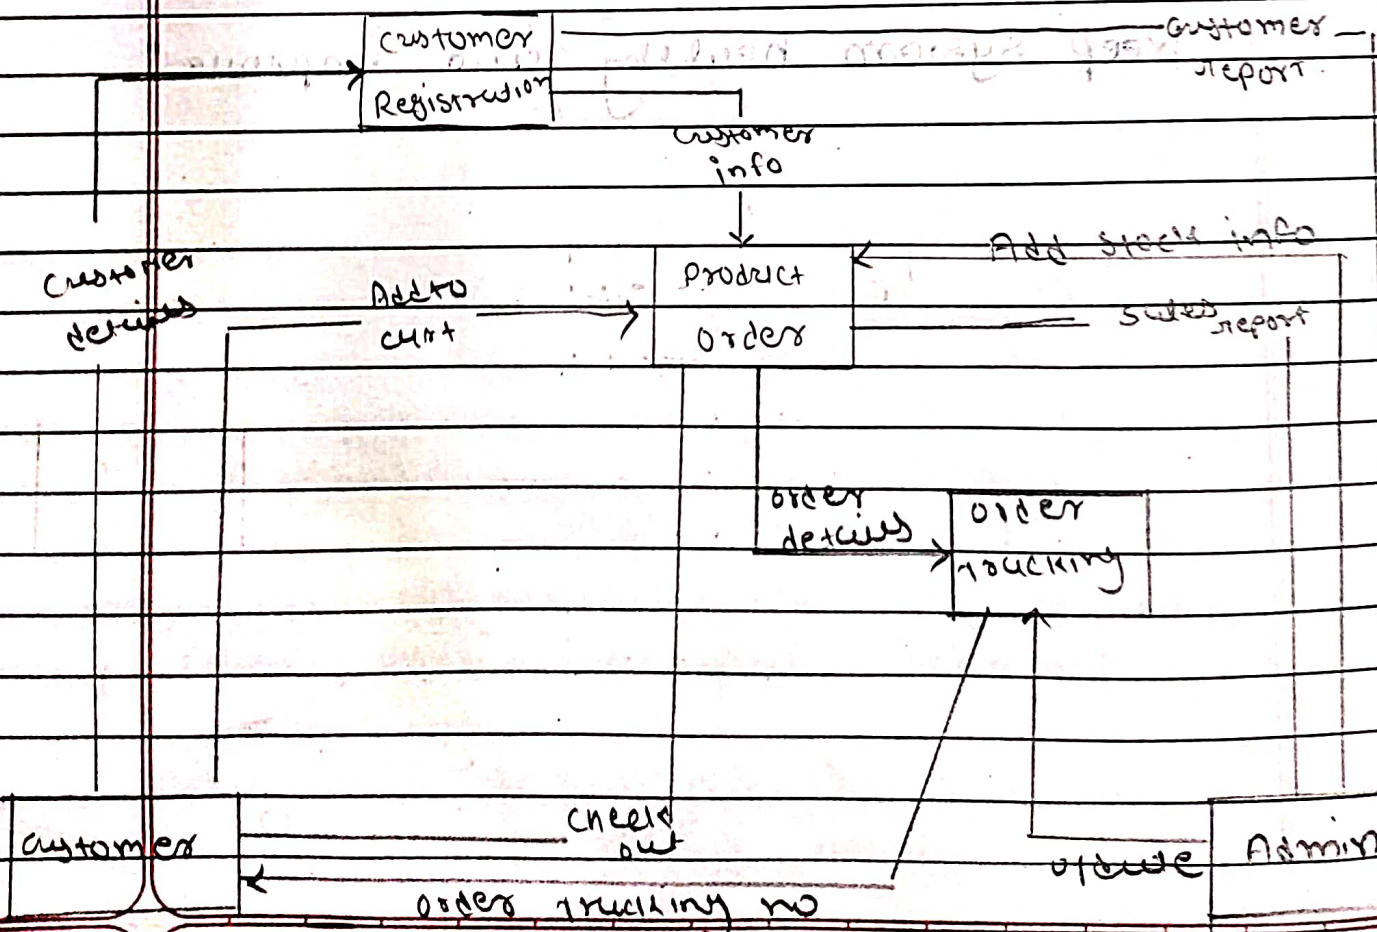 Customer
Registration
Customer
report
Customer
info
Customer
details
Add to
cart
Product
order
Add Stock info
Sales
report
order
details
order
tracking
Customer
Check
out
order tracking no
update
Admin